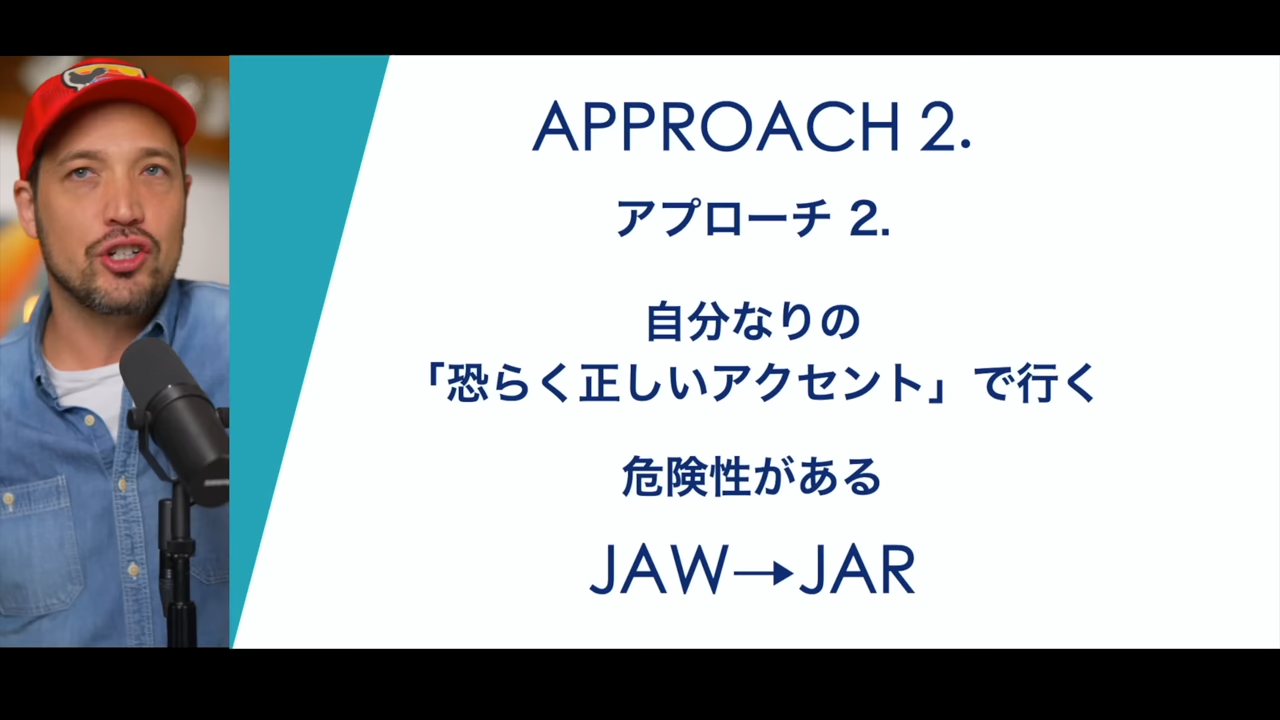 APPROACH 2.
アプローチ 2.
自分なりの
「恐らく正しいアクセント」で行く
危険性がある
JAW→JAR